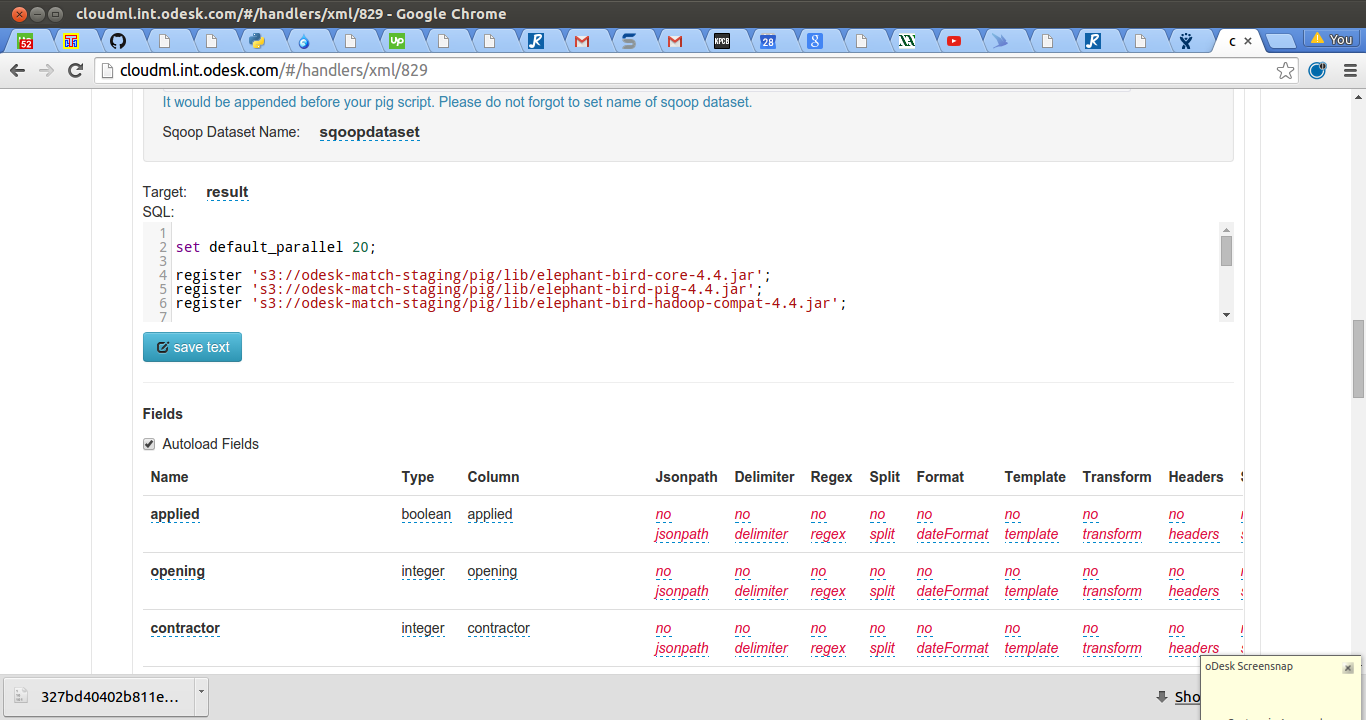 cloudml.int.odesk.com/#/handlers/xml/829 - Google Chrome
52 Up KPCB 28 c × You
cloudml.int.odesk.com/#/handlers/xml/829
It would be appended before your pig script. Please do not forgot to set name of sqoop dataset.
Sqoop Dataset Name: sqoopdataset
Target: result
SQL:
1
2 set default_parallel 20;
3
4 register 's3://odesk-match-staging/pig/lib/elephant-bird-core-4.4.jar';
5 register 's3://odesk-match-staging/pig/lib/elephant-bird-pig-4.4.jar';
6 register 's3://odesk-match-staging/pig/lib/elephant-bird-hadoop-compat-4.4.jar';
7
save text
Fields
Autoload Fields
Name Type Column Jsonpath Delimiter Regex Split Format Template Transform Headers
applied boolean applied no jsonpath no delimiter no regex no split no dateFormat no template no transform no headers
opening integer opening no jsonpath no delimiter no regex no split no dateFormat no template no transform no headers
contractor integer contractor no jsonpath no delimiter no regex no split no dateFormat no template no transform no headers
oDesk Screensnap
327bd40402b811e... Sho